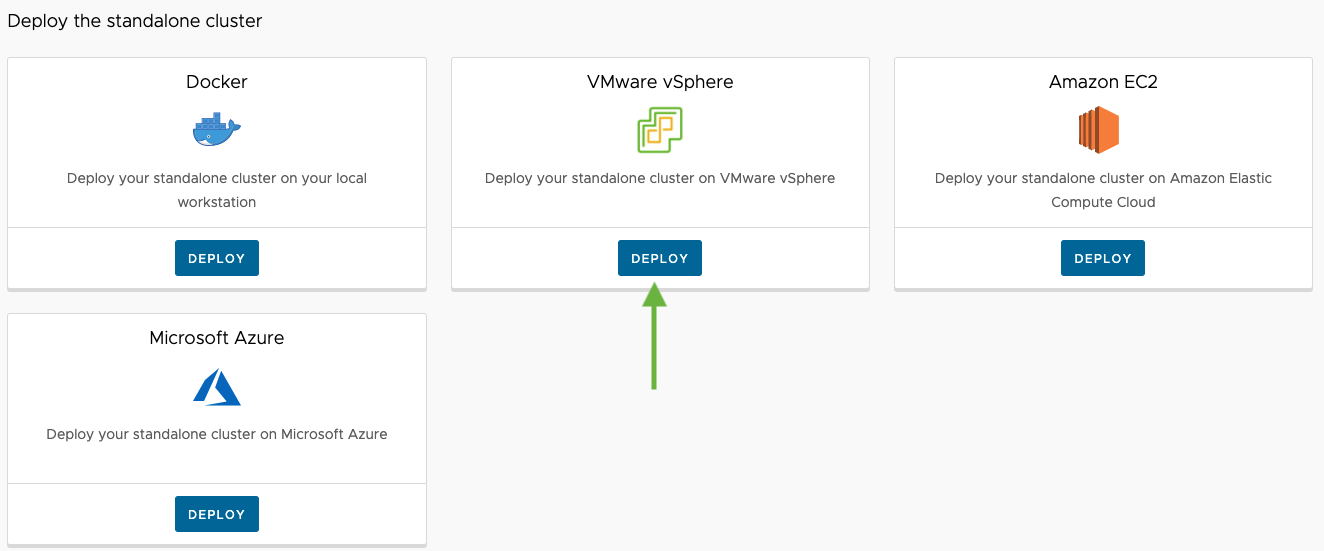 Deploy the standalone cluster
Docker
Deploy your standalone cluster on your local
workstation
DEPLOY
VMware vSphere
Deploy your standalone cluster on VMware vSphere
DEPLOY
Amazon EC2
Deploy your standalone cluster on Amazon Elastic
Compute Cloud
DEPLOY
Microsoft Azure
Deploy your standalone cluster on Microsoft Azure
DEPLOY